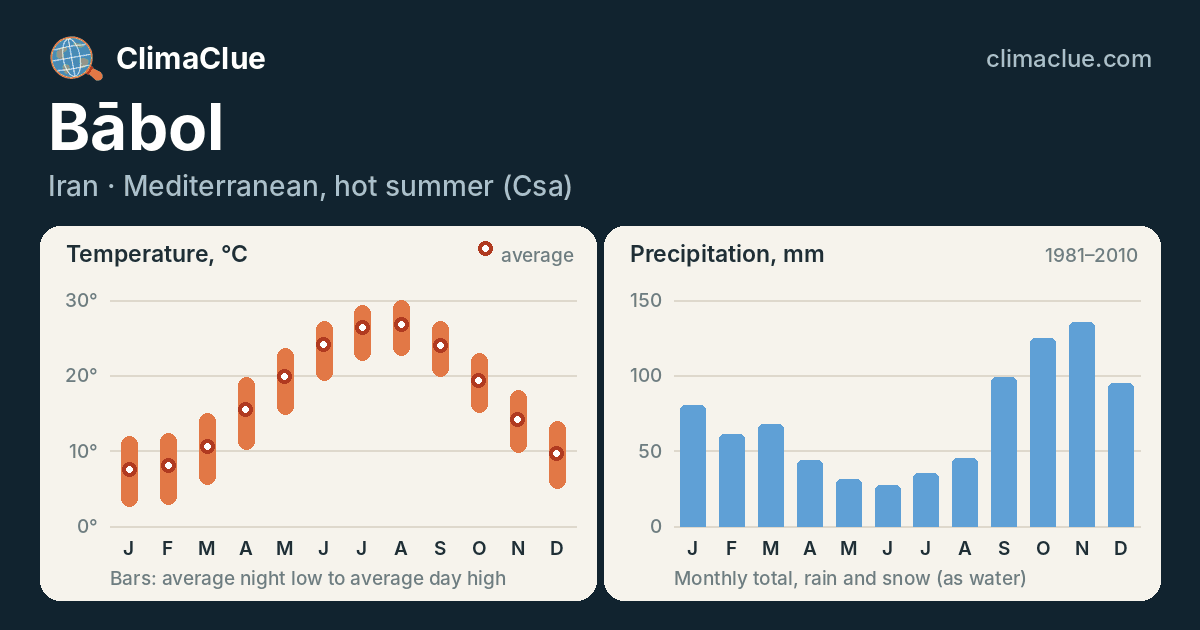 ClimaClue
climaclue.com
Bābol
Iran · Mediterranean, hot summer (Csa)
Temperature, °C
average
30°
20°
10°
0°
J F M A M J J A S O N D
Bars: average night low to average day high
Precipitation, mm
1981–2010
150
100
50
0
J F M A M J J A S O N D
Monthly total, rain and snow (as water)